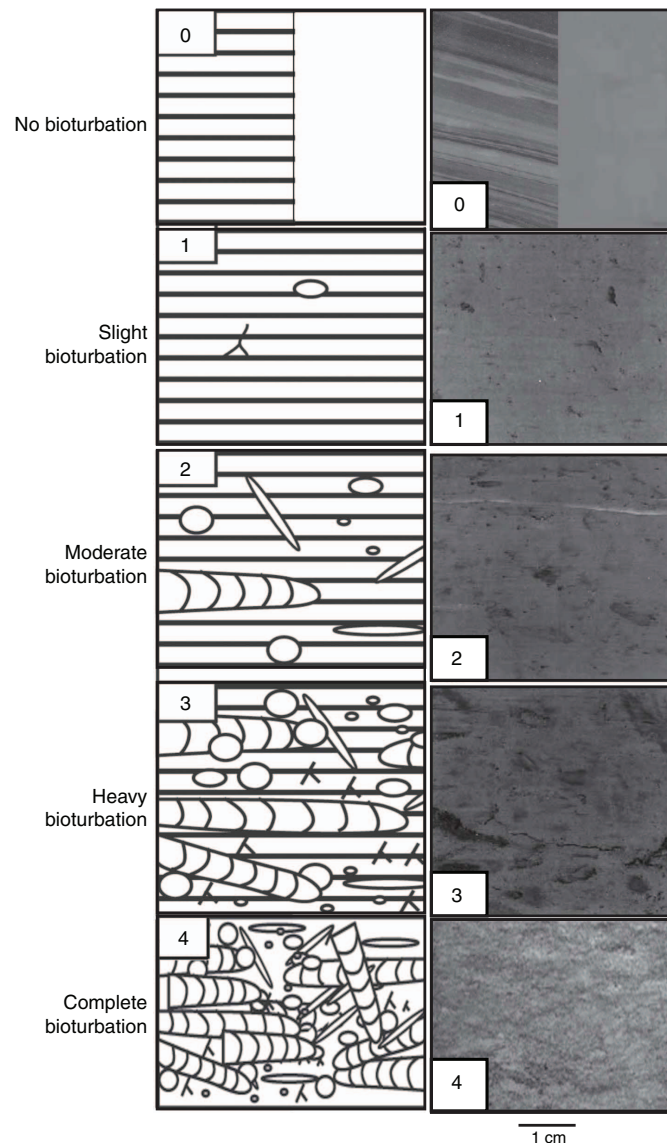 0
No bioturbation
0
1
Slight
bioturbation
1
2
Moderate
bioturbation
2
3
Heavy
bioturbation
3
4
Complete
bioturbation
4
1 cm